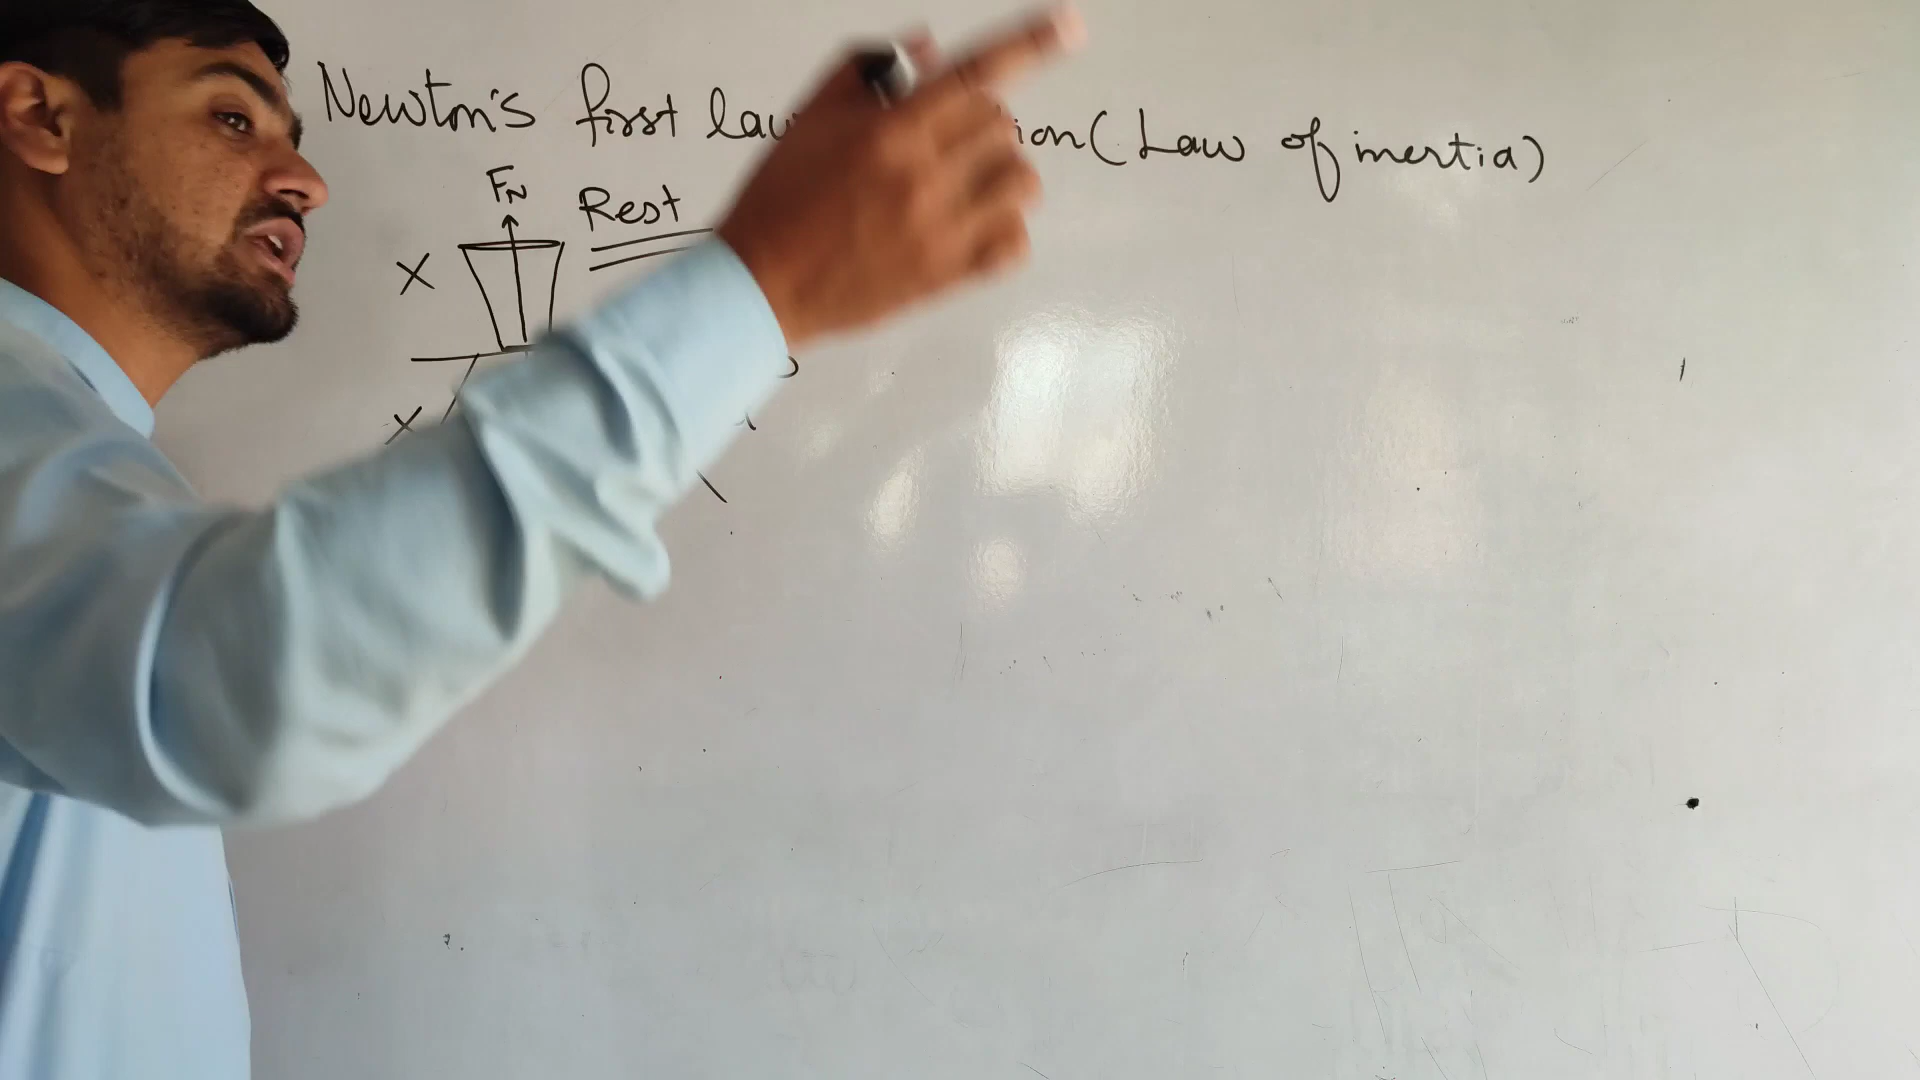 Newton's first law ion (Law of inertia)
FN
Rest
X
X